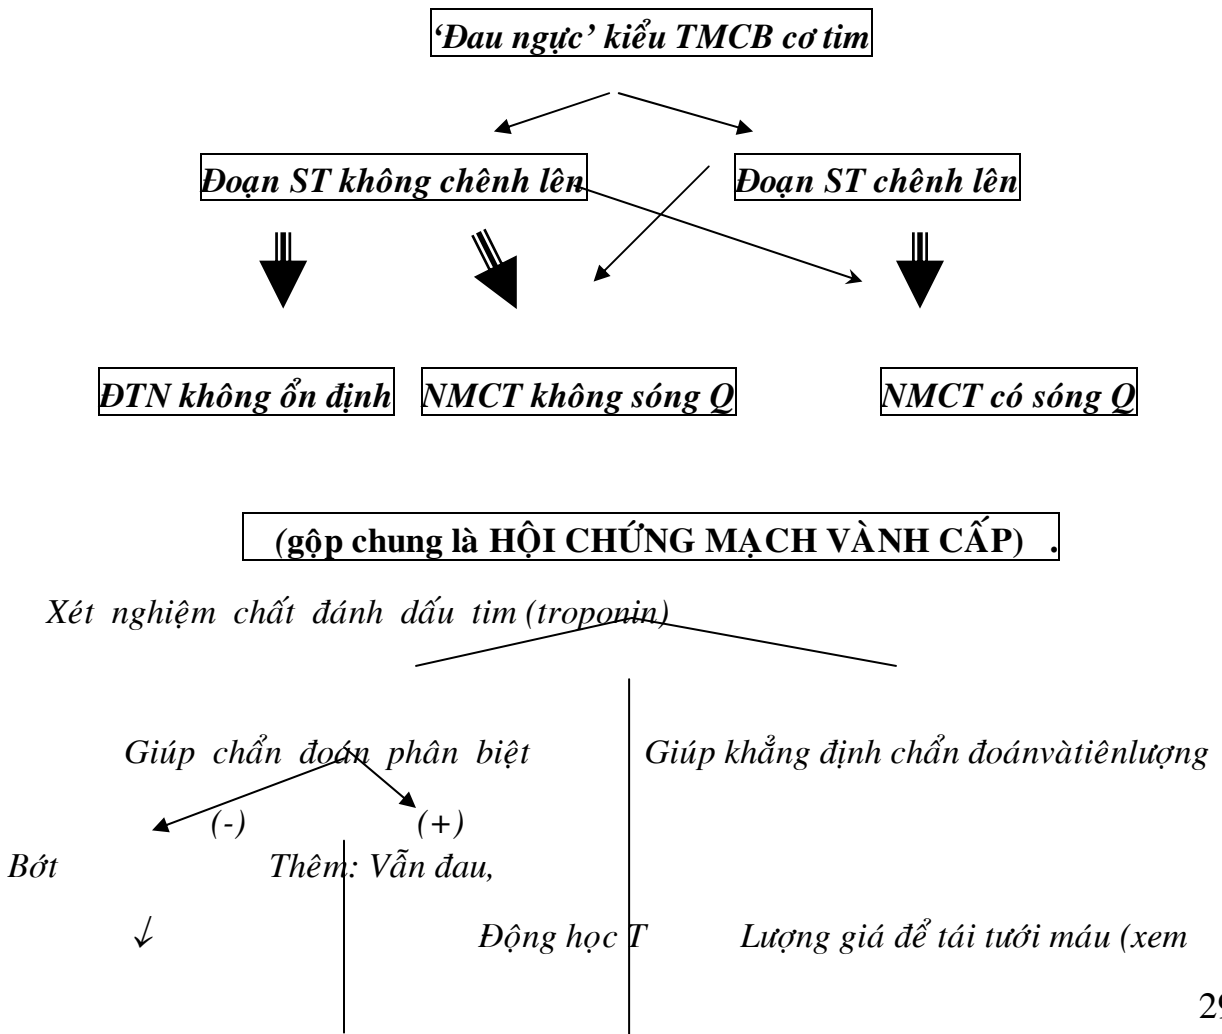 ‘Đau ngực’ kiểu TMCB cơ tim
Đoạn ST không chênh lên Đoạn ST chênh lên
ĐTN không ổn định NMCT không sóng Q NMCT có sóng Q
(gộp chung là HỘI CHỨNG MẠCH VÀNH CẤP) .
Xét nghiệm chất đánh dấu tim (troponin)
Giúp chẩn đoán phân biệt Giúp khẳng định chẩn đoánvàtiênlượng
(-) (+)
Bớt Thêm: Vẫn đau,
↓ Động học T Lượng giá để tái tưới máu (xem